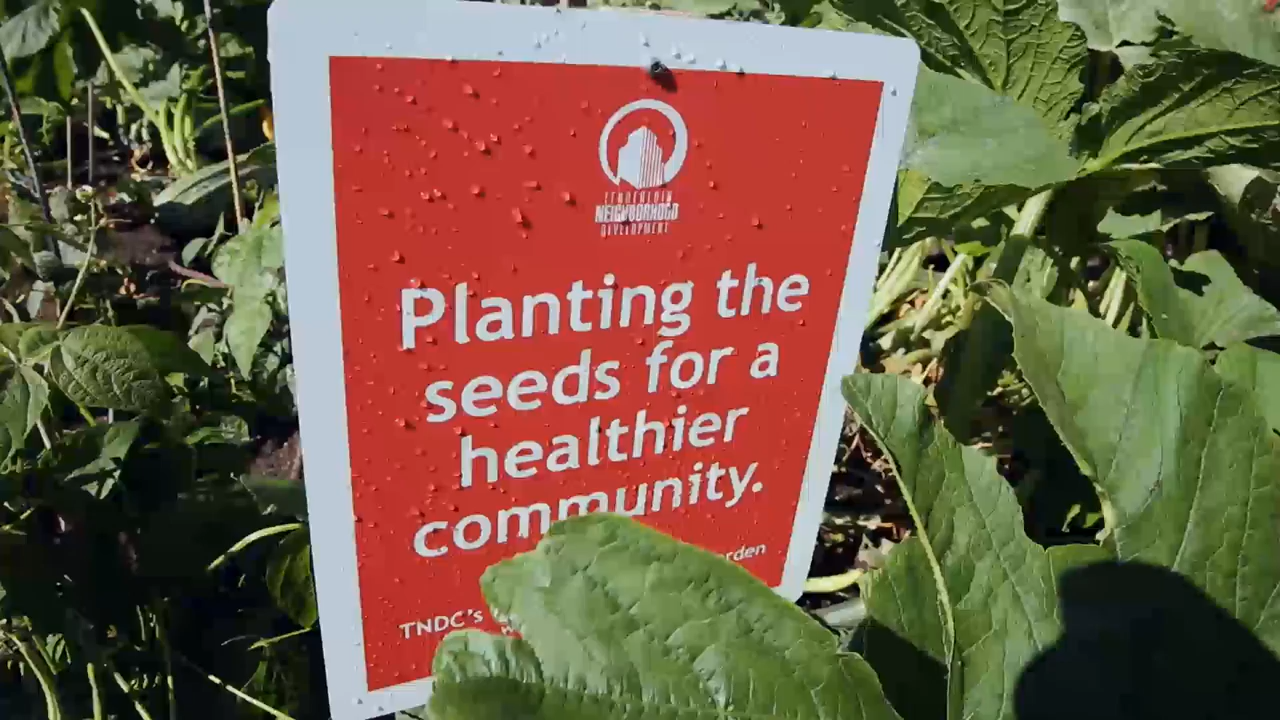 TENDERLOIN
NEIGHBORHOOD
DEVELOPMENT
Planting the
seeds for a
healthier
community.
TNDC's